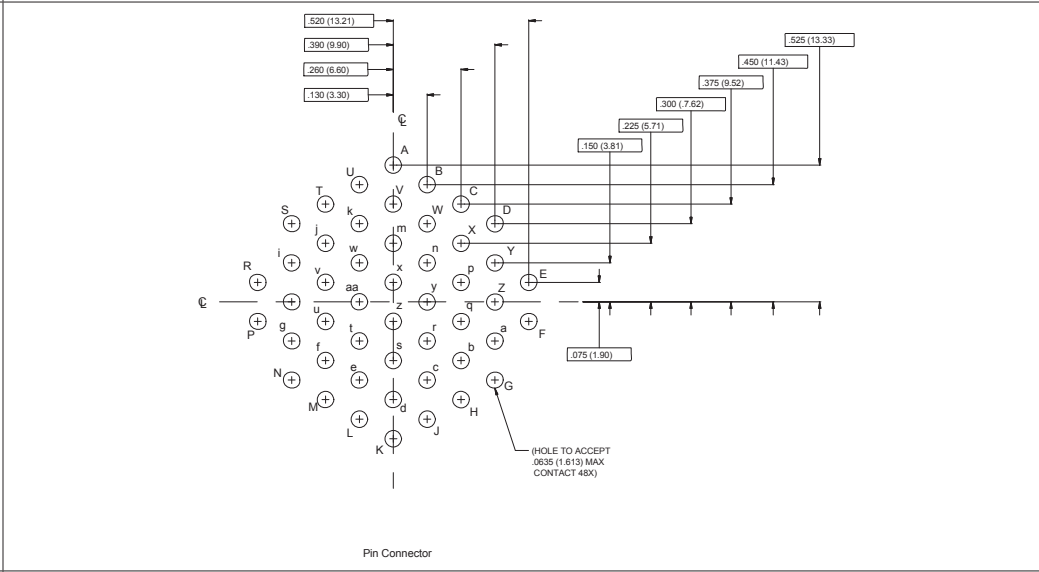 .520 (13.21)
.525 (13.33)
.390 (9.90)
.450 (11.43)
.260 (6.60)
.375 (9.52)
.130 (3.30)
.300 (.7.62)
℄
.225 (5.71)
.150 (3.81)
A
U B
T V C
S k W D
j m X
i w n Y
R v x p E
℄ aa y Z
P u z q F
g t r a
f s b
N e c G
M d H
L J
K
.075 (1.90)
(HOLE TO ACCEPT
.0635 (1.613) MAX
CONTACT 48X)
Pin Connector